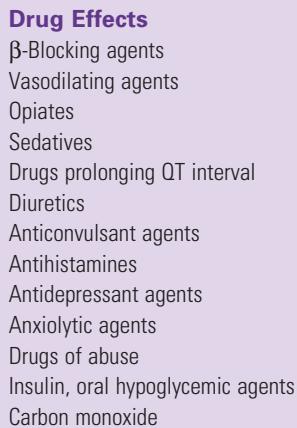 Drug Effects
β-Blocking agents
Vasodilating agents
Opiates
Sedatives
Drugs prolonging QT interval
Diuretics
Anticonvulsant agents
Antihistamines
Antidepressant agents
Anxiolytic agents
Drugs of abuse
Insulin, oral hypoglycemic agents
Carbon monoxide